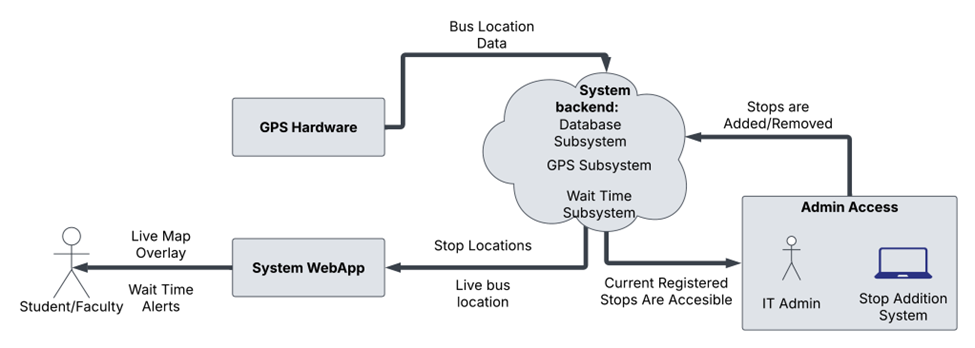 Bus Location
Data
GPS Hardware
System
backend:
Database
Subsystem
GPS Subsystem
Wait Time
Subsystem
Stops are
Added/Removed
Admin Access
IT Admin
Stop Addition
System
Live Map
Overlay
Wait Time
Alerts
Student/Faculty
System WebApp
Stop Locations
Live bus
location
Current Registered
Stops Are Accesible